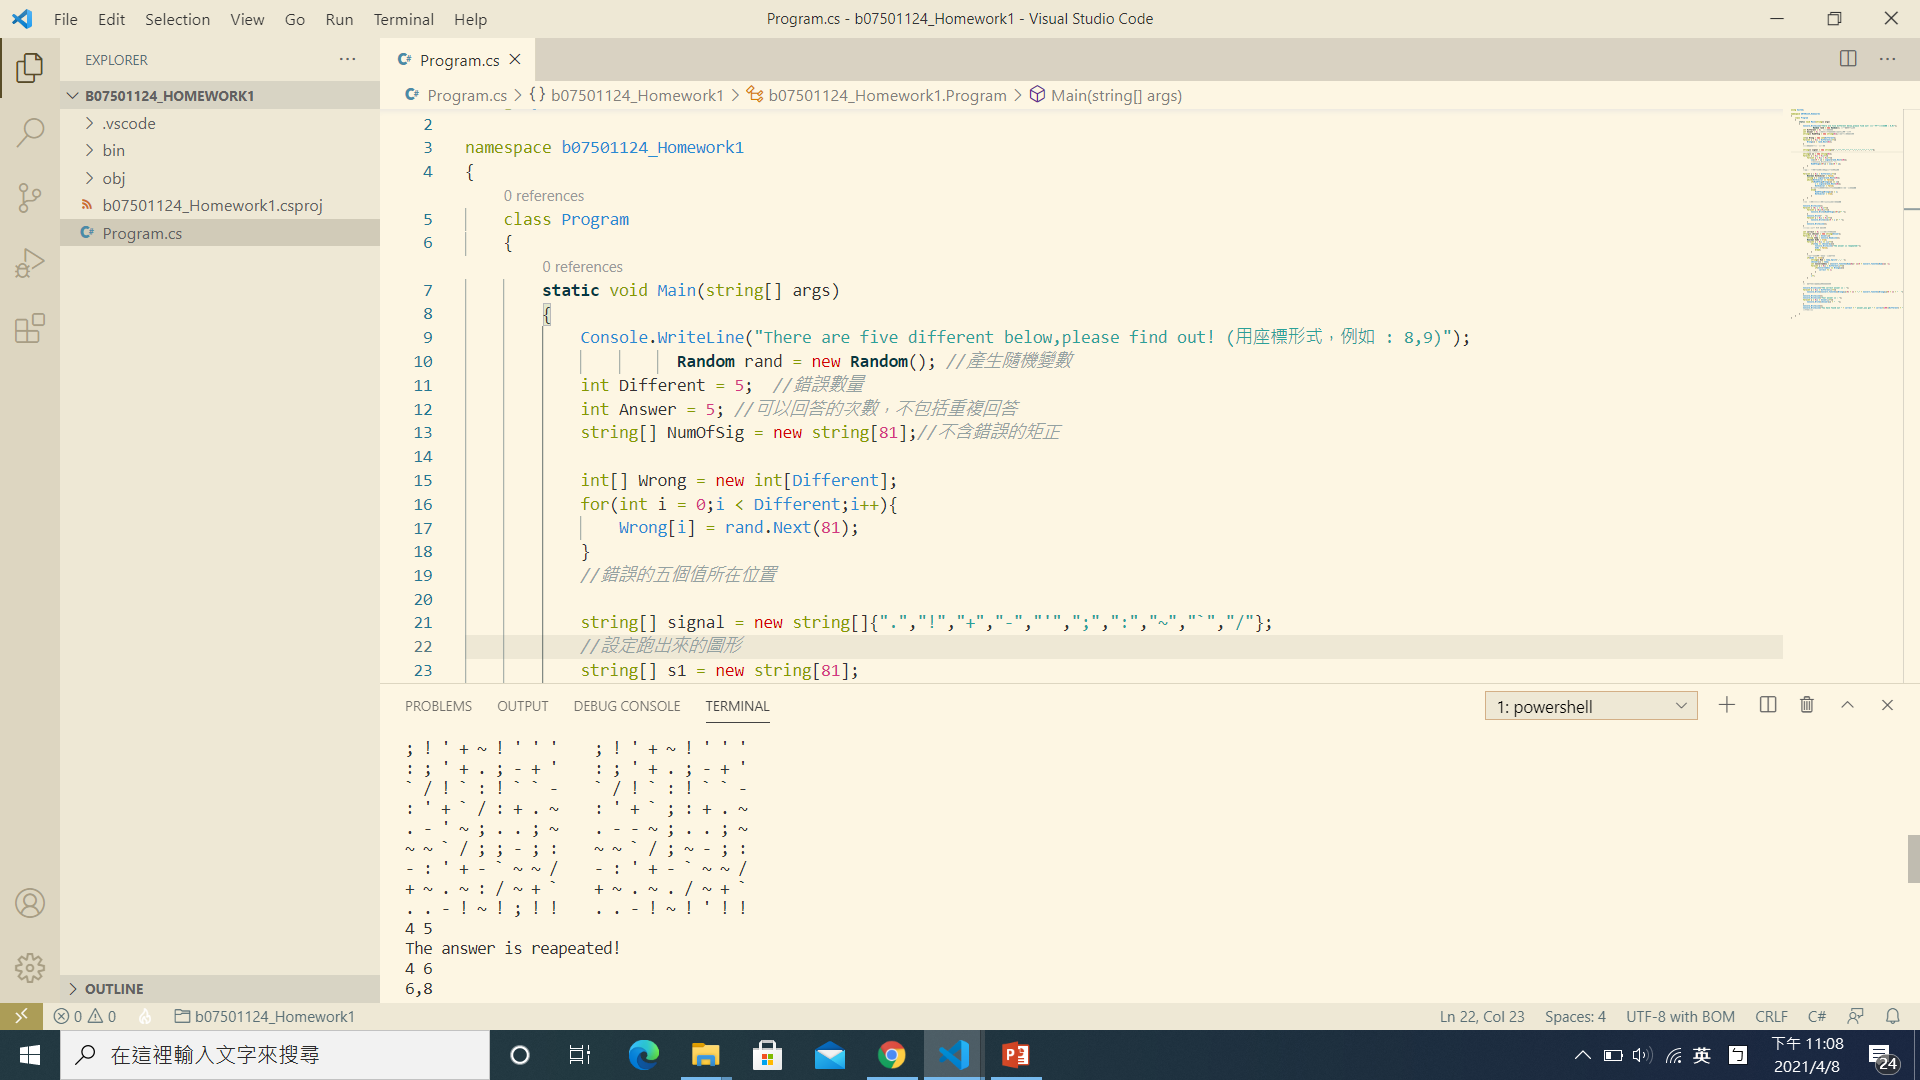 File Edit Selection View Go Run Terminal Help
Program.cs - b07501124_Homework1 - Visual Studio Code
EXPLORER
B07501124_HOMEWORK1
.vscode
bin
obj
b07501124_Homework1.csproj
C# Program.cs
OUTLINE
C# Program.cs
C# Program.cs > {} b07501124_Homework1 > b07501124_Homework1.Program > Main(string[] args)
2
3 namespace b07501124_Homework1
4 {
0 references
5 class Program
6 {
0 references
7 static void Main(string[] args)
8 {
9 Console.WriteLine("There are five different below,please find out! (用座標形式，例如 : 8,9)");
10 Random rand = new Random(); //產生隨機變數
11 int Different = 5;  //錯誤數量
12 int Answer = 5; //可以回答的次數，不包括重複回答
13 string[] NumOfSig = new string[81];//不含錯誤的矩正
14
15 int[] Wrong = new int[Different];
16 for(int i = 0;i < Different;i++){
17 Wrong[i] = rand.Next(81);
18 }
19 //錯誤的五個值所在位置
20
21 string[] signal = new string[]{".","!","+","-","'",";",":","~","`","/"};
22 //設定跑出來的圖形
23 string[] s1 = new string[81];
PROBLEMS OUTPUT DEBUG CONSOLE TERMINAL
1: powershell
; ! ' + ~ ! ' ' '    ; ! ' + ~ ! ' ' '
: ; ' + . ; - + '    : ; ' + . ; - + '
` / ! ` : ! ` ` -    ` / ! ` : ! ` ` -
: ' + ` / : + . ~    : ' + ` ; : + . ~
. - ' ~ ; . . ; ~    . - - ~ ; . . ; ~
~ ~ ` / ; ; - ; :    ~ ~ ` / ; ~ - ; :
- : ' + - ` ~ ~ /    - : ' + - ` ~ ~ /
+ ~ . ~ : / ~ + `    + ~ . ~ . / ~ + `
. . - ! ~ ! ; ! !    . . - ! ~ ! ' ! !
4 5
The answer is reapeated!
4 6
6,8
0 0 b07501124_Homework1
Ln 22, Col 23 Spaces: 4 UTF-8 with BOM CRLF C#
在這裡輸入文字來搜尋
英
下午 11:08
2021/4/8
24